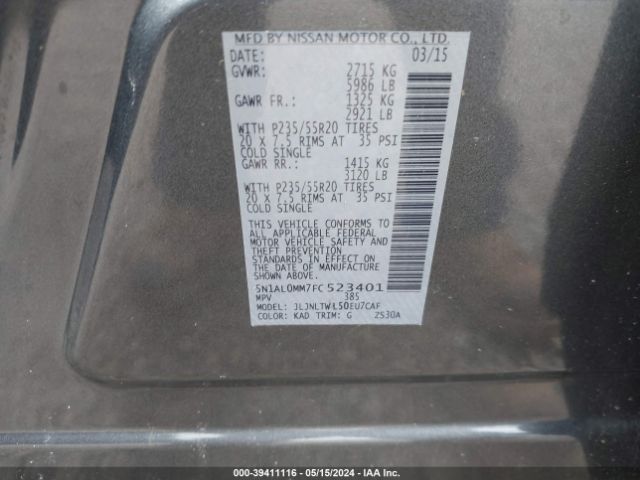 MFD BY NISSAN MOTOR CO., LTD.
DATE: 03/15
GVWR: 2715 KG
5986 LB
GAWR FR.: 1325 KG
2921 LB
WITH P235/55R20 TIRES
20 X 7.5 RIMS AT 35 PSI
COLD SINGLE
GAWR RR.: 1415 KG
3120 LB
WITH P235/55R20 TIRES
20 X 7.5 RIMS AT 35 PSI
COLD SINGLE
THIS VEHICLE CONFORMS TO
ALL APPLICABLE FEDERAL
MOTOR VEHICLE SAFETY AND
THEFT PREVENTION
STANDARDS IN EFFECT ON
THE DATE OF MANUFACTURE
SHOWN ABOVE.
5N1AL0MM7FC523401
MPV 385
MODEL: JLJNLTWL50EU7CAF
COLOR: KAD TRIM: G 2530A
000-39411116 - 05/15/2024 - IAA Inc.